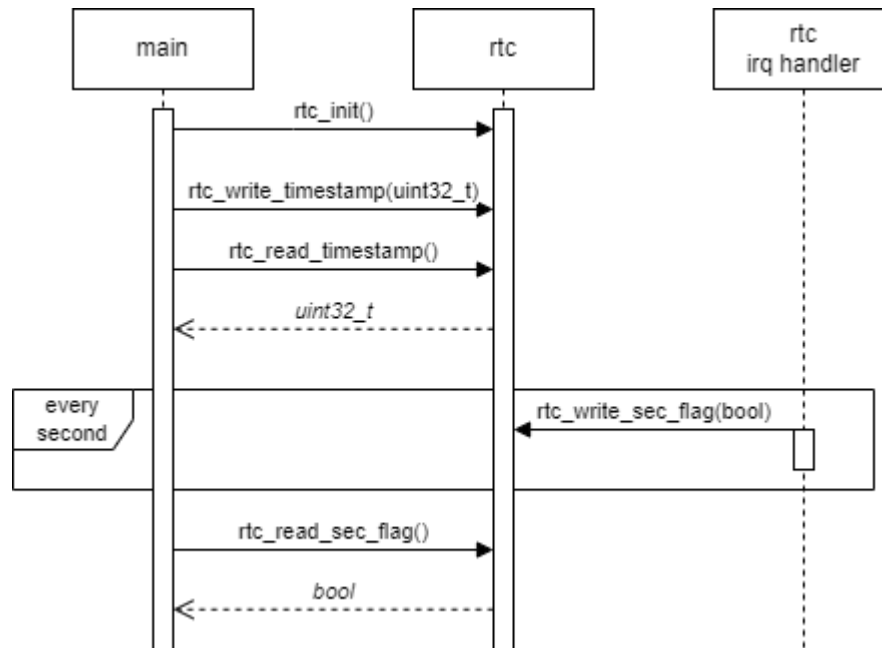 main
rtc
rtc
irq handler
rtc_init()
rtc_write_timestamp(uint32_t)
rtc_read_timestamp()
uint32_t
every
second
rtc_write_sec_flag(bool)
rtc_read_sec_flag()
bool